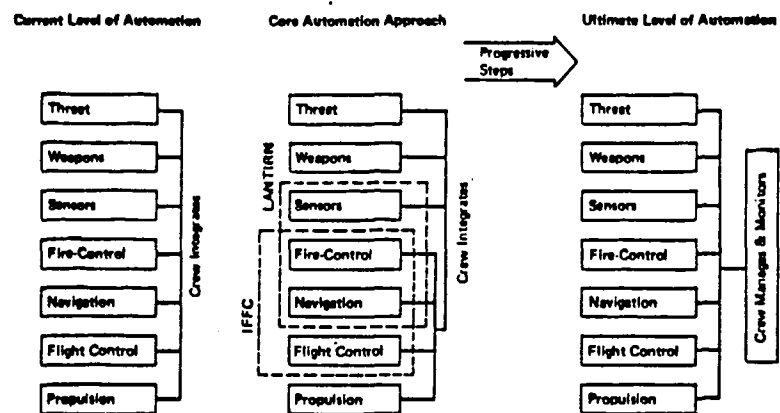 Current Level of Automation
Core Automation Approach
Ultimate Level of Automation
Progressive
Steps
Threat
Weapons
Sensors
Fire-Control
Navigation
Flight Control
Propulsion
Crew Integrates
LANTIRN
IFFC
Threat
Weapons
Sensors
Fire-Control
Navigation
Flight Control
Propulsion
Crew Integrates
Threat
Weapons
Sensors
Fire-Control
Navigation
Flight Control
Propulsion
Crew Manages & Monitors